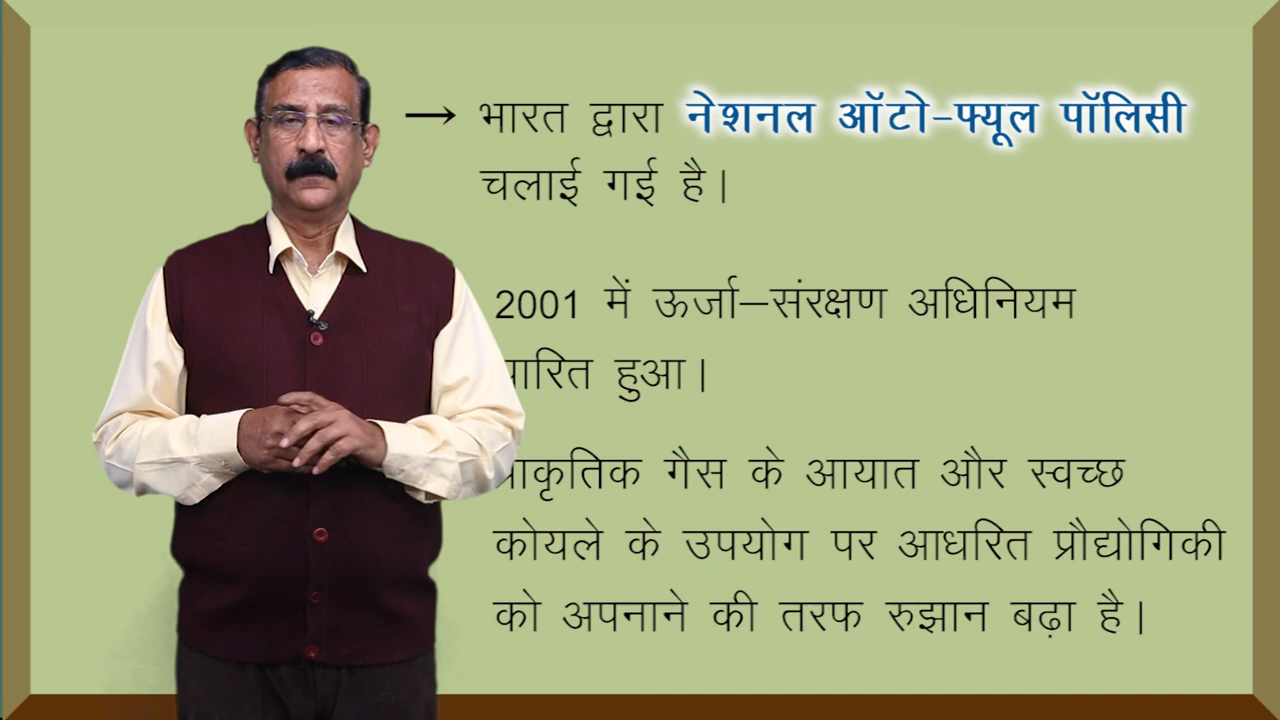 → भारत द्वारा नेशनल ऑटो-फ्यूल पॉलिसी
चलाई गई है।
2001 में ऊर्जा–संरक्षण अधिनियम
हुआ।
गैस के आयात और स्वच्छ
कोयले के उपयोग पर आधरित प्रौद्योगिकी
को अपनाने की तरफ रुझान बढ़ा है।